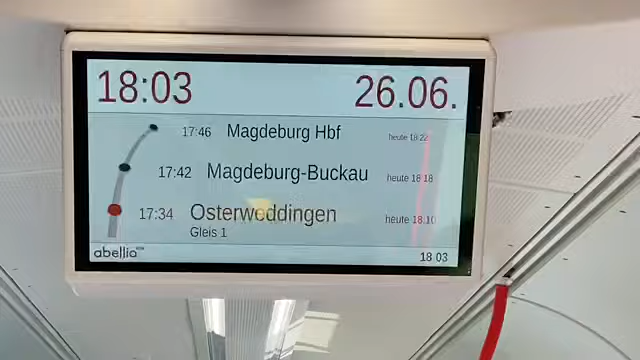 18:03 26.06.
17:46 Magdeburg Hbf heute 18:22
17:42 Magdeburg-Buckau heute 18:18
17:34 Osterweddingen heute 18:10
Gleis 1
abellio 18:03